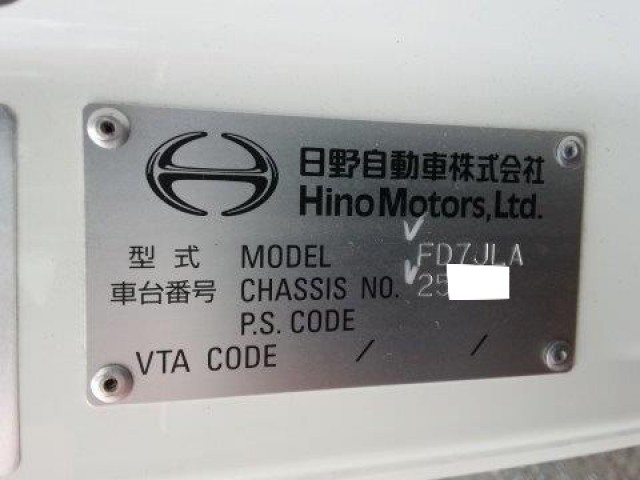 日野自動車株式会社
Hino Motors, Ltd.
型式 MODEL FD7JLA
車台番号 CHASSIS NO. 25
P.S. CODE
VTA CODE / /